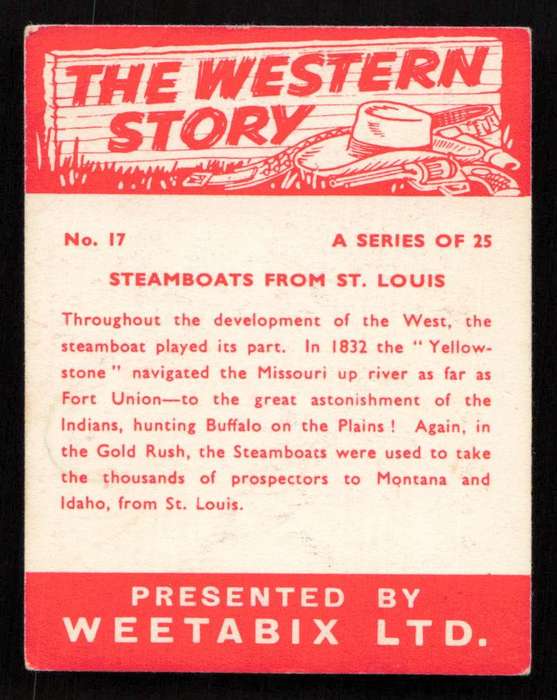 THE WESTERN
STORY
No. 17 A SERIES OF 25
STEAMBOATS FROM ST. LOUIS
Throughout the development of the West, the
steamboat played its part. In 1832 the "Yellow-
stone" navigated the Missouri up river as far as
Fort Union—to the great astonishment of the
Indians, hunting Buffalo on the Plains! Again, in
the Gold Rush, the Steamboats were used to take
the thousands of prospectors to Montana and
Idaho, from St. Louis.
PRESENTED BY
WEETABIX LTD.